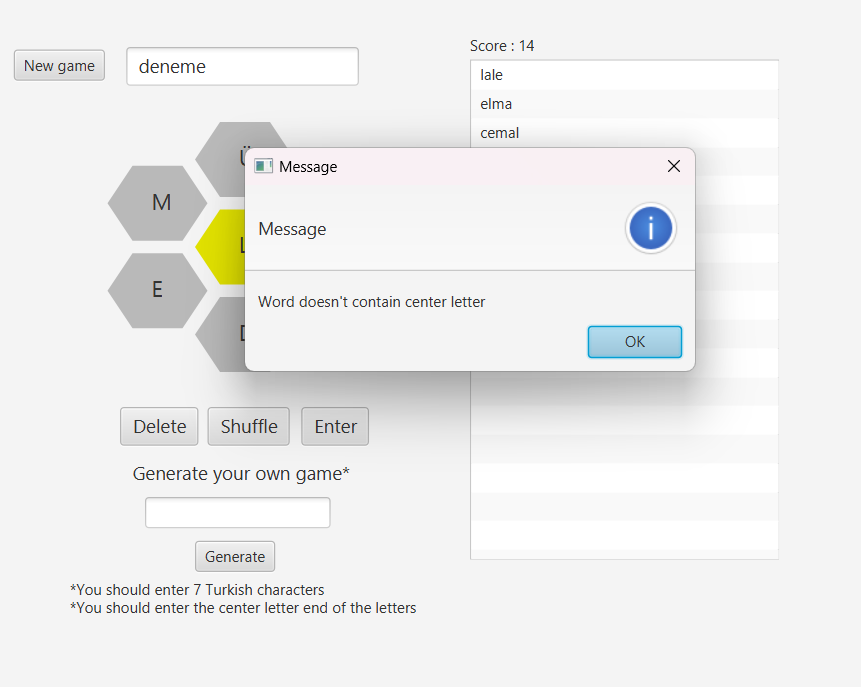 Score : 14
New game
deneme
lale
elma
cemal
Ü
M
E
Message
Message
i
Word doesn't contain center letter
OK
Delete
Shuffle
Enter
Generate your own game*
Generate
*You should enter 7 Turkish characters
*You should enter the center letter end of the letters